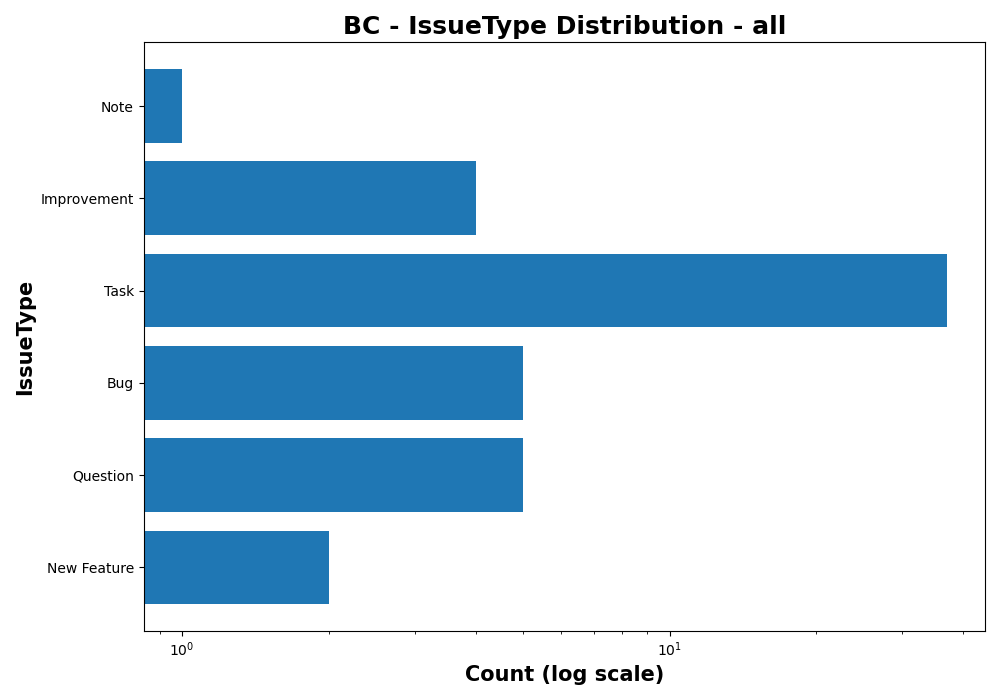 BC - IssueType Distribution - all
IssueType
Note
Improvement
Task
Bug
Question
New Feature
10⁰
10¹
Count (log scale)